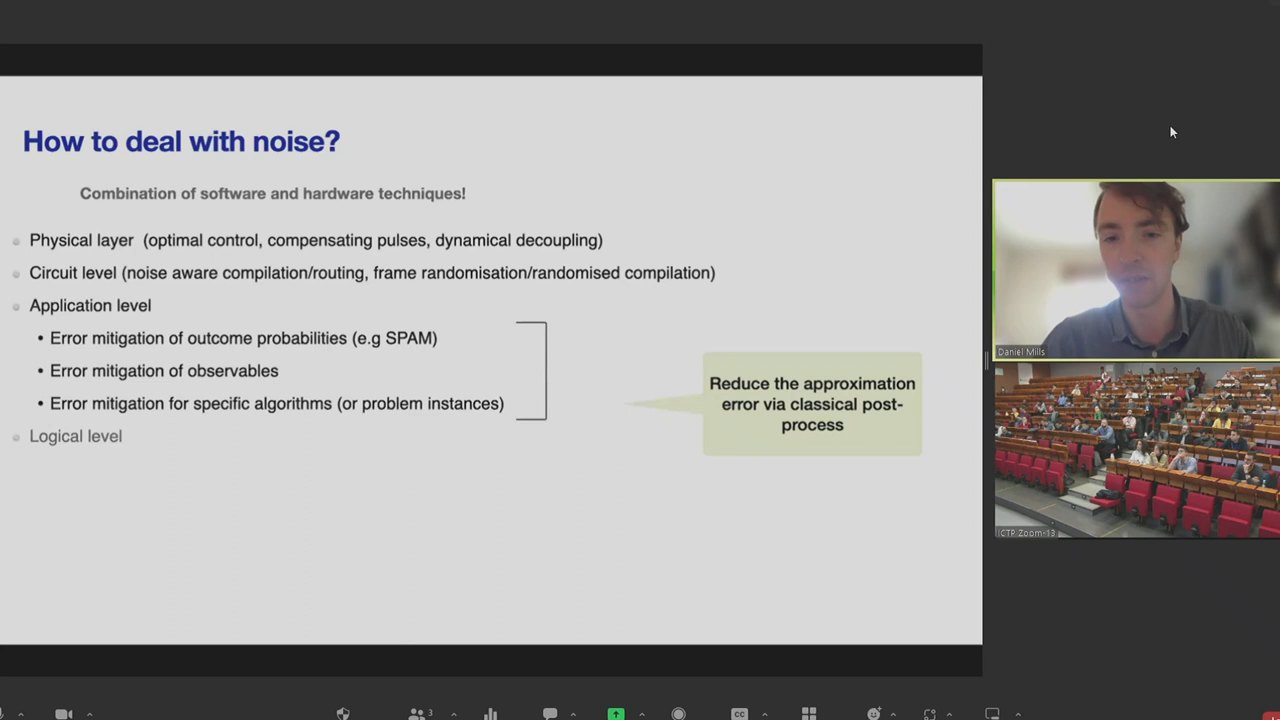 How to deal with noise?
Combination of software and hardware techniques!
Physical layer (optimal control, compensating pulses, dynamical decoupling)
Circuit level (noise aware compilation/routing, frame randomisation/randomised compilation)
Application level
• Error mitigation of outcome probabilities (e.g SPAM)
• Error mitigation of observables
• Error mitigation for specific algorithms (or problem instances)
Logical level
Reduce the approximation
error via classical post-
process
Daniel Mills
ICTP Zoom-13
3
CC